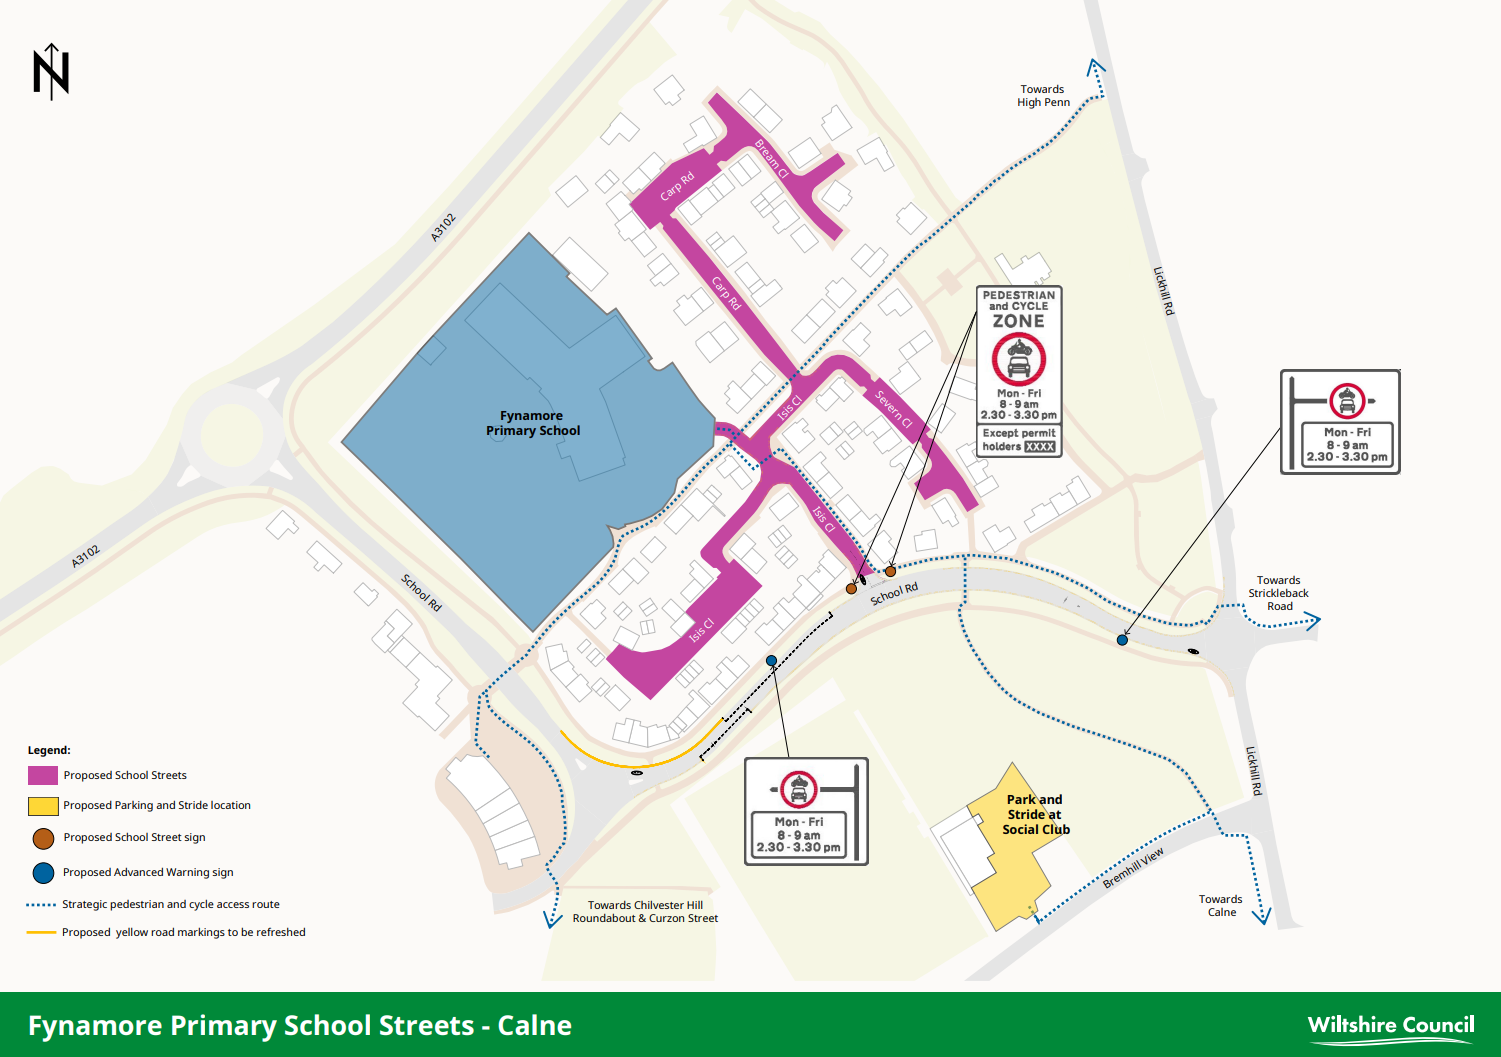 N
Towards
High Penn
A3102
Bream Cl
Carp Rd
Carp Rd
Lickhill Rd
PEDESTRIAN
and CYCLE
ZONE
Mon - Fri
8 - 9 am
2.30 - 3.30 pm
Except permit
holders XXXX
Mon - Fri
8 - 9 am
2.30 - 3.30 pm
Fynamore
Primary School
Isis Cl
Severn Cl
Isis Cl
A3102
School Rd
School Rd
Isis Cl
Towards
Strickleback
Road
Lickhill Rd
Mon - Fri
8 - 9 am
2.30 - 3.30 pm
Park and
Stride at
Social Club
Bremhill View
Towards
Calne
Towards Chilvester Hill
Roundabout & Curzon Street
Legend:
Proposed School Streets
Proposed Parking and Stride location
Proposed School Street sign
Proposed Advanced Warning sign
Strategic pedestrian and cycle access route
Proposed yellow road markings to be refreshed
Fynamore Primary School Streets - Calne
Wiltshire Council